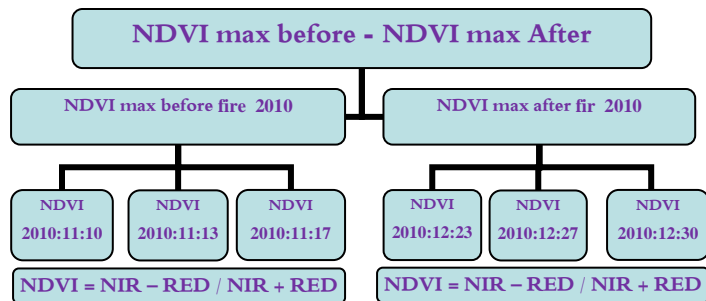 NDVI max before - NDVI max After
NDVI max before fire 2010
NDVI max after fir 2010
NDVI
2010:11:10
NDVI
2010:11:13
NDVI
2010:11:17
NDVI
2010:12:23
NDVI
2010:12:27
NDVI
2010:12:30
NDVI = NIR – RED / NIR + RED
NDVI = NIR – RED / NIR + RED